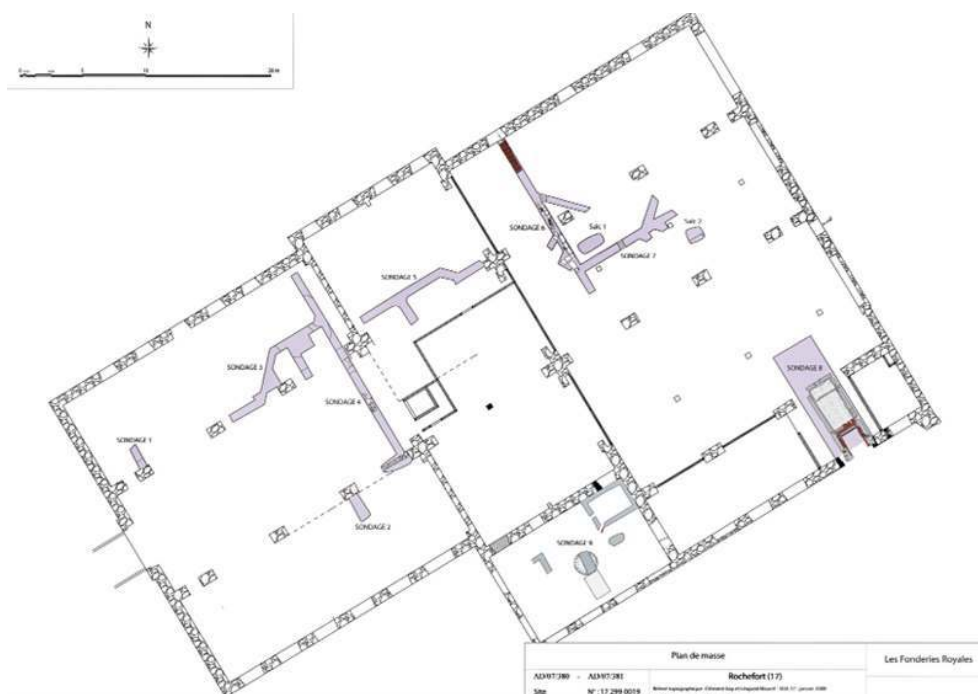 N
0
5
10
20 m
SONDAGE 6
Salc 1
Salc 2
SONDAGE 7
SONDAGE 5
SONDAGE 3
SONDAGE 8
SONDAGE 4
SONDAGE 1
SONDAGE 2
SONDAGE 9
Plan de masse
Les Fonderies Royales
AD/07/380 - AD/07/381
Rochefort (17)
Site N° : 17 299 0019